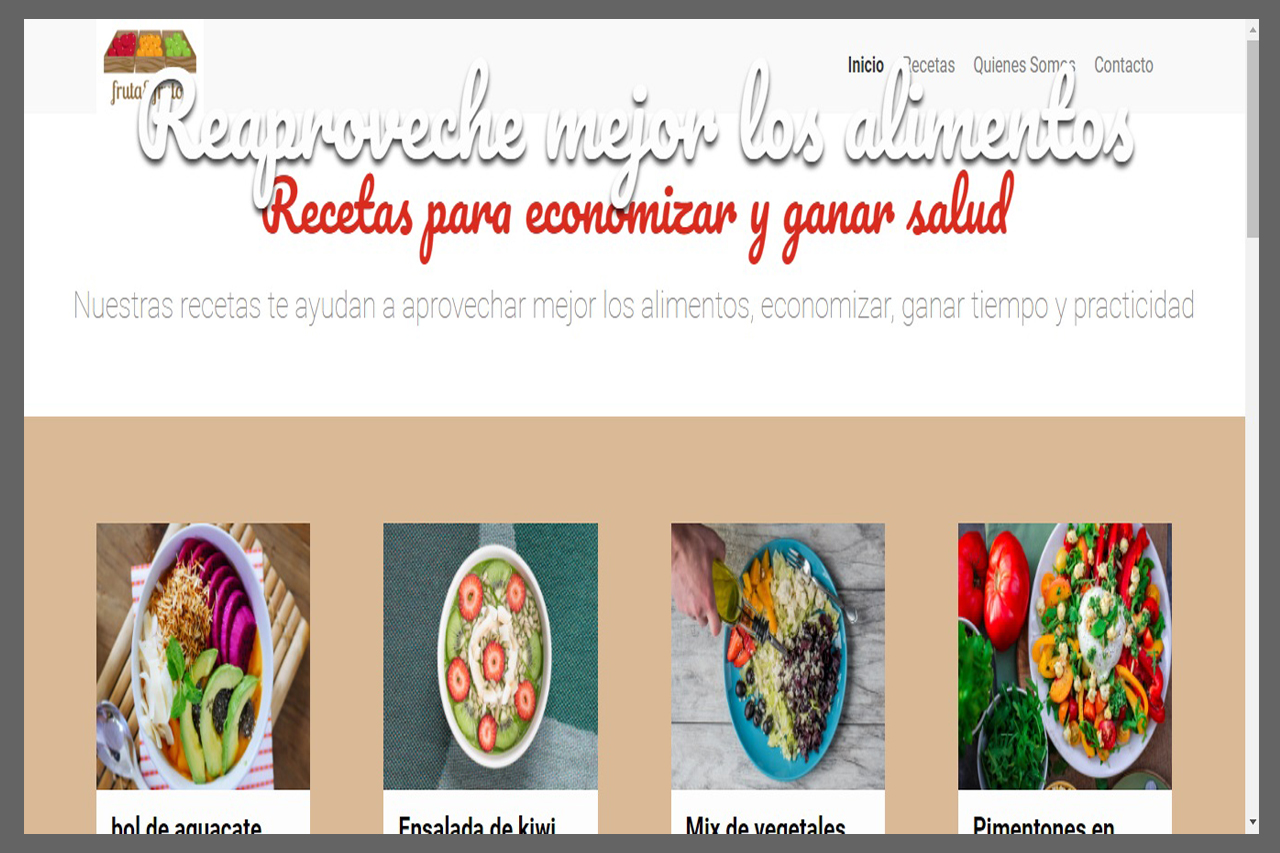 fruta&fruto
Inicio Recetas Quienes Somos Contacto
Reaproveche mejor los alimentos
Recetas para economizar y ganar salud
Nuestras recetas te ayudan a aprovechar mejor los alimentos, economizar, ganar tiempo y practicidad
bol de aguacate
Ensalada de kiwi
Mix de vegetales
Pimentones en